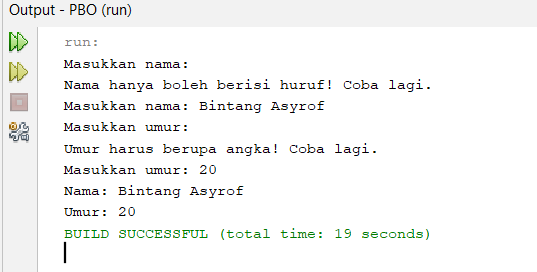 Output - PBO (run)
run:
Masukkan nama:
Nama hanya boleh berisi huruf! Coba lagi.
Masukkan nama: Bintang Asyrof
Masukkan umur:
Umur harus berupa angka! Coba lagi.
Masukkan umur: 20
Nama: Bintang Asyrof
Umur: 20
BUILD SUCCESSFUL (total time: 19 seconds)